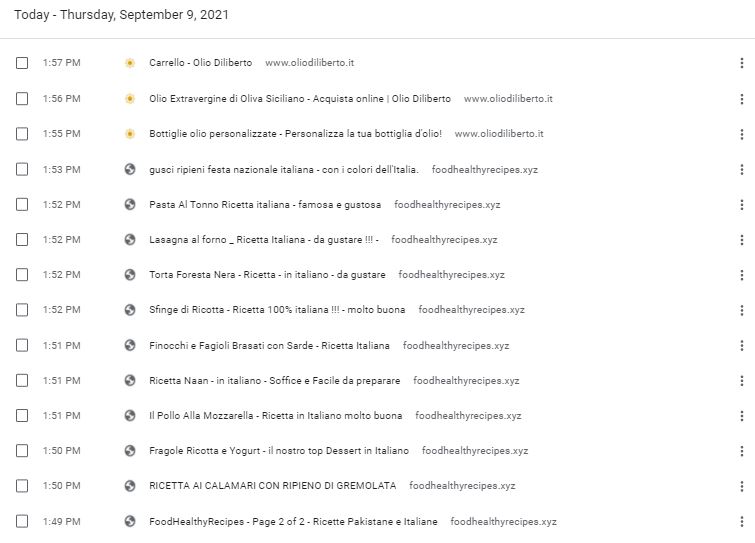 Today - Thursday, September 9, 2021
1:57 PM Carrello - Olio Diliberto www.oliodiliberto.it
1:56 PM Olio Extravergine di Oliva Siciliano - Acquista online | Olio Diliberto www.oliodiliberto.it
1:55 PM Bottiglie olio personalizzate - Personalizza la tua bottiglia d'olio! www.oliodiliberto.it
1:53 PM gusci ripieni festa nazionale italiana - con i colori dell'Italia. foodhealthyrecipes.xyz
1:52 PM Pasta Al Tonno Ricetta italiana - famosa e gustosa foodhealthyrecipes.xyz
1:52 PM Lasagna al forno _ Ricetta Italiana - da gustare !!! - foodhealthyrecipes.xyz
1:52 PM Torta Foresta Nera - Ricetta - in italiano - da gustare foodhealthyrecipes.xyz
1:52 PM Sfinge di Ricotta - Ricetta 100% italiana !!! - molto buona foodhealthyrecipes.xyz
1:51 PM Finocchi e Fagioli Brasati con Sarde - Ricetta Italiana foodhealthyrecipes.xyz
1:51 PM Ricetta Naan - in italiano - Soffice e Facile da preparare foodhealthyrecipes.xyz
1:51 PM Il Pollo Alla Mozzarella - Ricetta in Italiano molto buona foodhealthyrecipes.xyz
1:50 PM Fragole Ricotta e Yogurt - il nostro top Dessert in Italiano foodhealthyrecipes.xyz
1:50 PM RICETTA AI CALAMARI CON RIPIENO DI GREMOLATA foodhealthyrecipes.xyz
1:49 PM FoodHealthyRecipes - Page 2 of 2 - Ricette Pakistane e Italiane foodhealthyrecipes.xyz